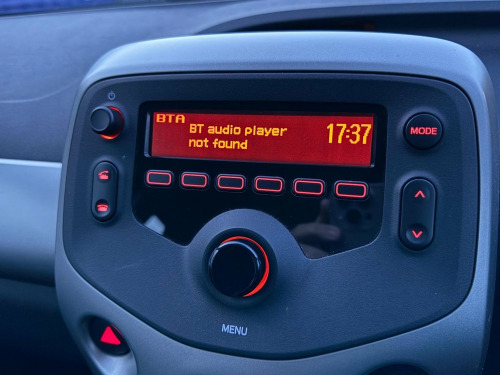 BTA
BT audio player
not found
17:37
MODE
MENU